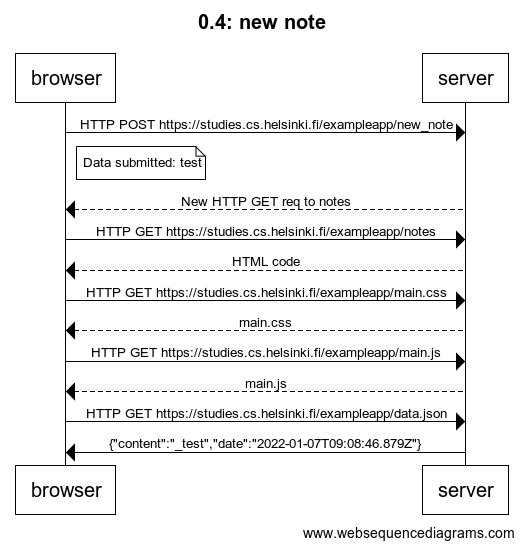 0.4: new note
browser
server
HTTP POST https://studies.cs.helsinki.fi/exampleapp/new_note
Data submitted: test
New HTTP GET req to notes
HTTP GET https://studies.cs.helsinki.fi/exampleapp/notes
HTML code
HTTP GET https://studies.cs.helsinki.fi/exampleapp/main.css
main.css
HTTP GET https://studies.cs.helsinki.fi/exampleapp/main.js
main.js
HTTP GET https://studies.cs.helsinki.fi/exampleapp/data.json
{"content":"_test","date":"2022-01-07T09:08:46.879Z"}
browser
server
www.websequencediagrams.com